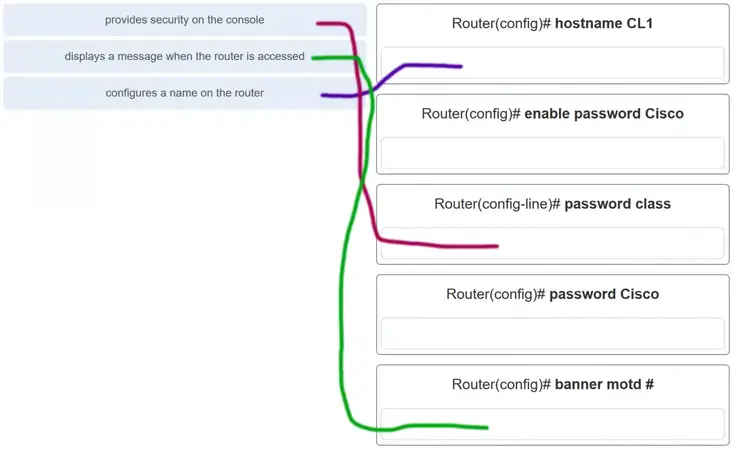 provides security on the console
displays a message when the router is accessed
configures a name on the router
Router(config)# hostname CL1
Router(config)# enable password Cisco
Router(config-line)# password class
Router(config)# password Cisco
Router(config)# banner motd #